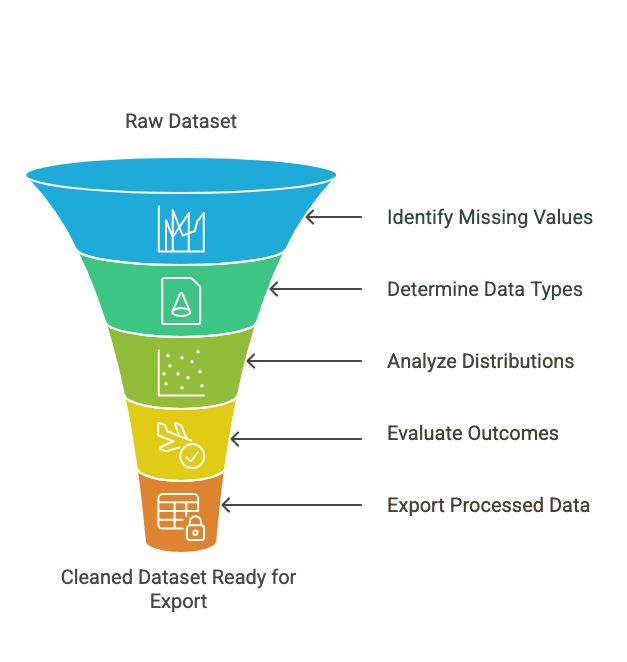 Raw Dataset
Identify Missing Values
Determine Data Types
Analyze Distributions
Evaluate Outcomes
Export Processed Data
Cleaned Dataset Ready for
Export